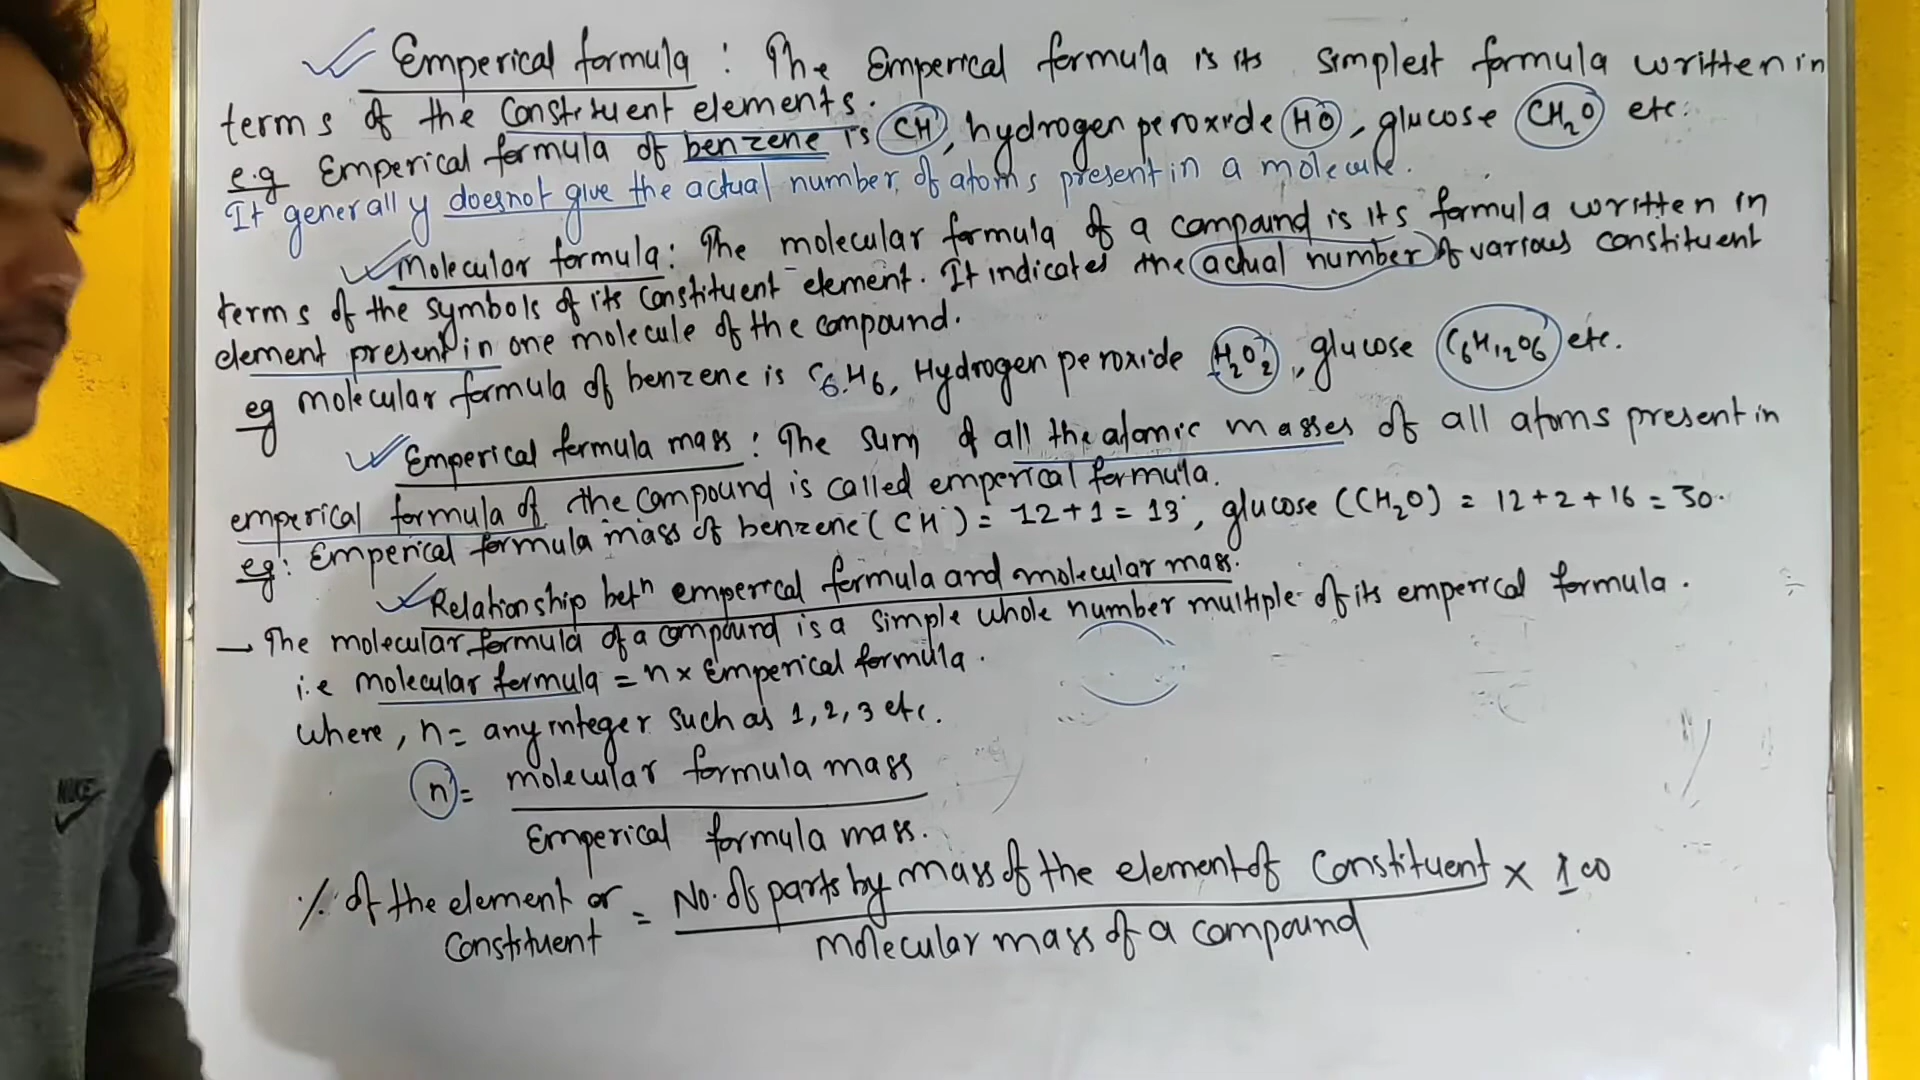 Emperical formula : The Emperical formula is its simplest formula written in
terms of the constituent elements.
e.g Emperical formula of benzene is CH, hydrogen peroxide HO, glucose CH₂O etc.
It generally doesnot give the actual number of atoms present in a molecule.
Molecular formula: The molecular formula of a compound is its formula written in
terms of the symbols of its constituent element. It indicates the actual number of various constituent
element present in one molecule of the compound.
eg molecular formula of benzene is C₆H₆, Hydrogen peroxide H₂O₂, glucose C₆H₁₂O₆ etc.
Emperical formula mass : The sum of all the atomic masses of all atoms present in
emperical formula of the compound is called emperical formula.
eg: Emperical formula mass of benzene (CH) = 12+1 = 13, glucose (CH₂O) = 12+2+16 = 30.
Relationship betⁿ emperical formula and molecular mass.
→ The molecular formula of a compound is a simple whole number multiple of its emperical formula.
i.e molecular formula = n × Emperical formula.
where, n = any integer such as 1, 2, 3 etc.
n = molecular formula mass
Emperical formula mass.
% of the element or constituent = No. of parts by mass of the element of constituent × 100
molecular mass of a compound
NIKE